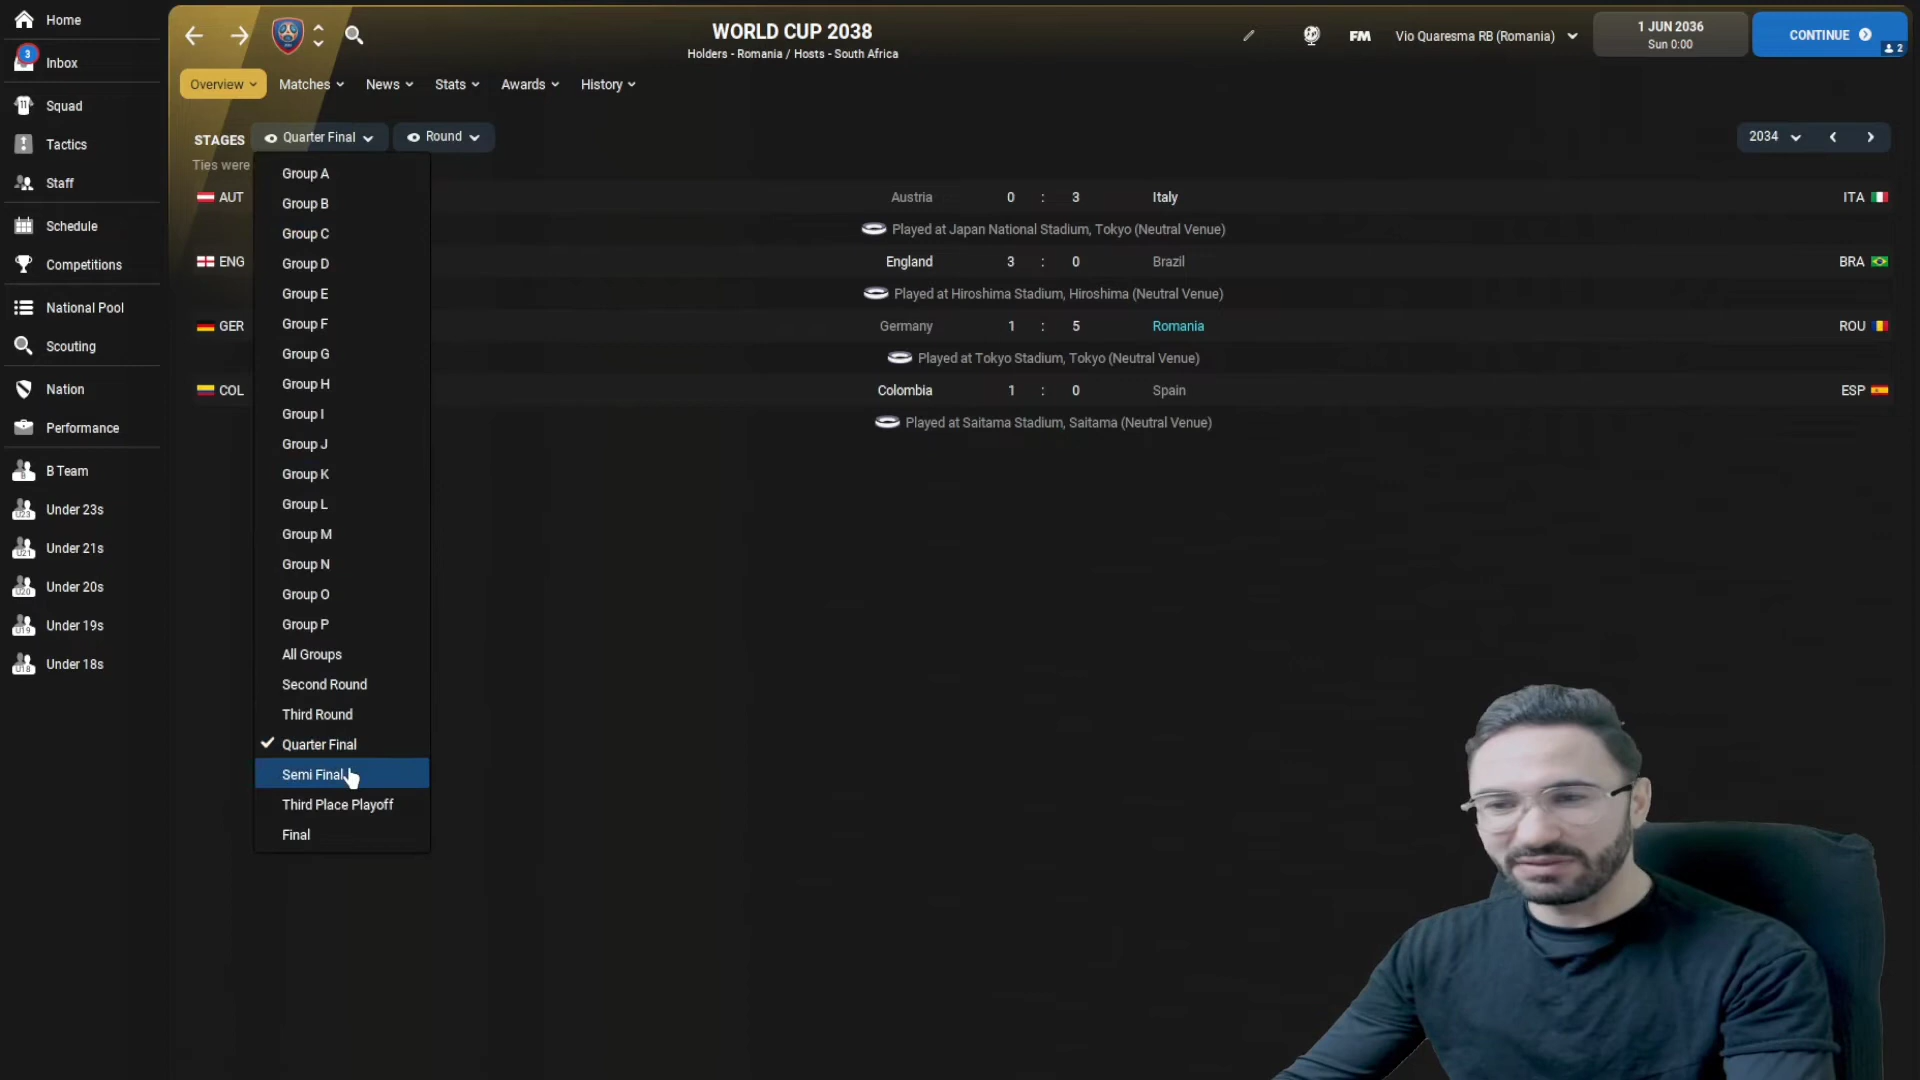 Home
3
Inbox
Squad
Tactics
Staff
Schedule
Competitions
National Pool
Scouting
Nation
Performance
B Team
Under 23s
Under 21s
Under 20s
Under 19s
Under 18s
WORLD CUP 2038
Holders - Romania / Hosts - South Africa
FM
Vio Quaresma RB (Romania)
1 JUN 2036
Sun 0:00
CONTINUE
2
Overview
Matches
News
Stats
Awards
History
STAGES
Quarter Final
Round
2034
Ties were
Group A
Group B
Group C
Group D
Group E
Group F
Group G
Group H
Group I
Group J
Group K
Group L
Group M
Group N
Group O
Group P
All Groups
Second Round
Third Round
Quarter Final
Semi Final
Third Place Playoff
Final
AUT Austria 0 : 3 Italy ITA
Played at Japan National Stadium, Tokyo (Neutral Venue)
ENG England 3 : 0 Brazil BRA
Played at Hiroshima Stadium, Hiroshima (Neutral Venue)
GER Germany 1 : 5 Romania ROU
Played at Tokyo Stadium, Tokyo (Neutral Venue)
COL Colombia 1 : 0 Spain ESP
Played at Saitama Stadium, Saitama (Neutral Venue)